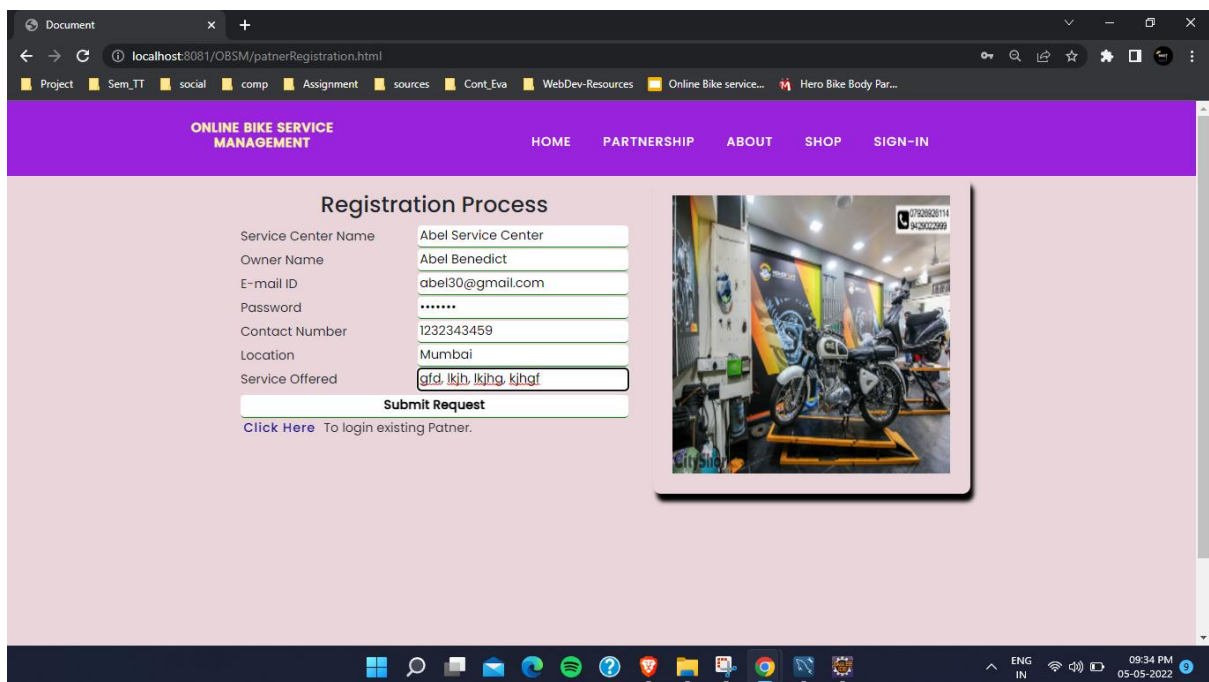 Document
localhost:8081/OBSM/patnerRegistration.html
Project Sem_TT social comp Assignment sources Cont_Eva WebDev-Resources Online Bike service... Hero Bike Body Par...
ONLINE BIKE SERVICE
MANAGEMENT
HOME PARTNERSHIP ABOUT SHOP SIGN-IN
Registration Process
Service Center Name Abel Service Center
Owner Name Abel Benedict
E-mail ID abel30@gmail.com
Password •••••••
Contact Number 1232343459
Location Mumbai
Service Offered gfd, lkjh, lkjhg, kjhgf
Submit Request
Click Here To login existing Patner.
07926926114
9429022999
ENG
IN
09:34 PM
05-05-2022
9